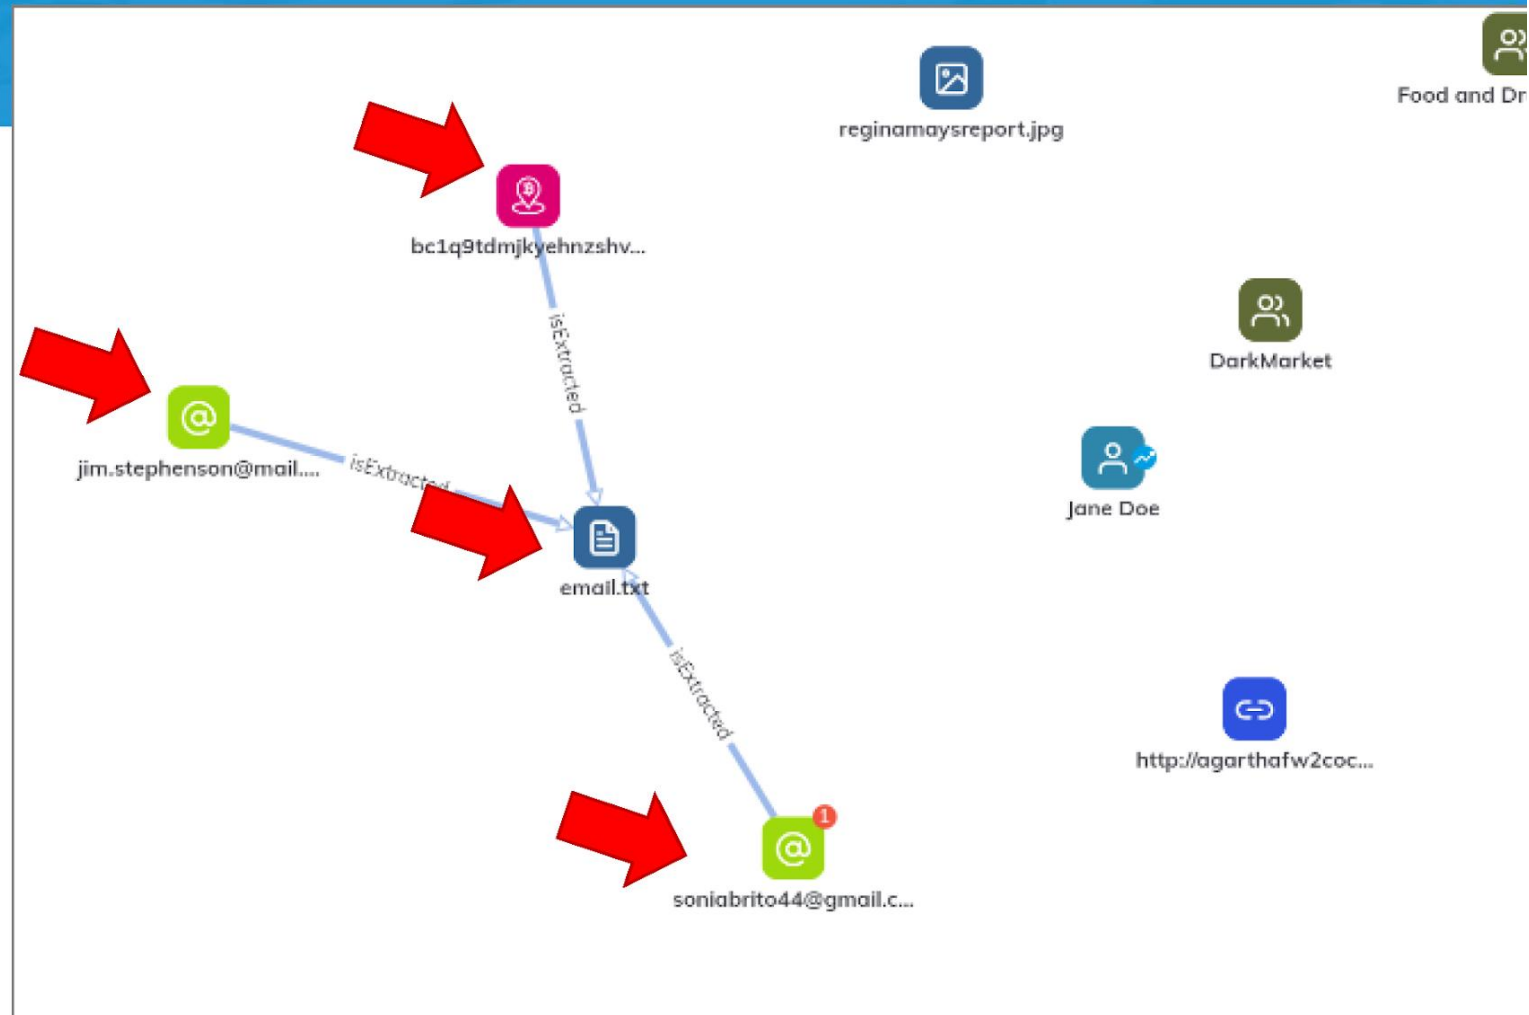 Food and Dr
reginamaysreport.jpg
bc1q9tdmjkyehnzshv...
isExtracted
DarkMarket
jim.stephenson@mail....
isExtracted
Jane Doe
email.txt
isExtracted
http://agarthafw2coc...
1
soniabrito44@gmail.c...